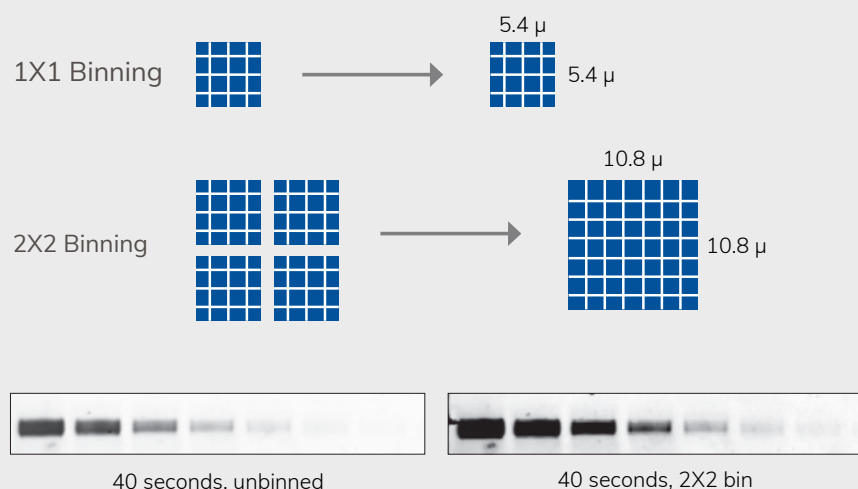 5.4 µ
1X1 Binning
5.4 µ
10.8 µ
2X2 Binning
10.8 µ
40 seconds, unbinned
40 seconds, 2X2 bin